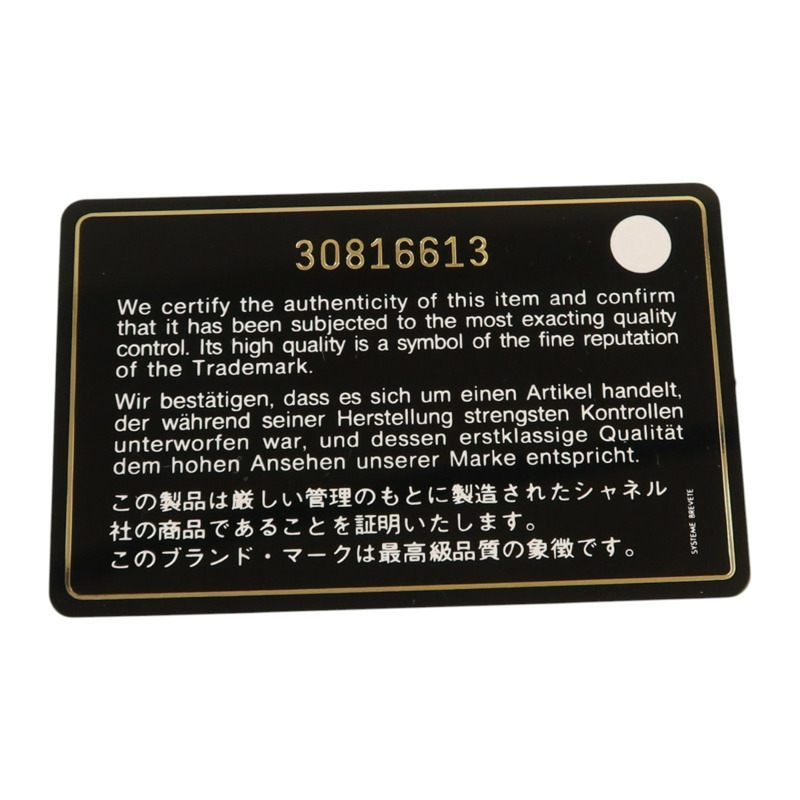 30816613
We certify the authenticity of this item and confirm
that it has been subjected to the most exacting quality
control. Its high quality is a symbol of the fine reputation
of the Trademark.
Wir bestätigen, dass es sich um einen Artikel handelt,
der während seiner Herstellung strengsten Kontrollen
unterworfen war, und dessen erstklassige Qualität
dem hohen Ansehen unserer Marke entspricht.
この製品は厳しい管理のもとに製造されたシャネル
社の商品であることを証明いたします。
このブランド・マークは最高級品質の象徴です。
SYSTEME BREVETE